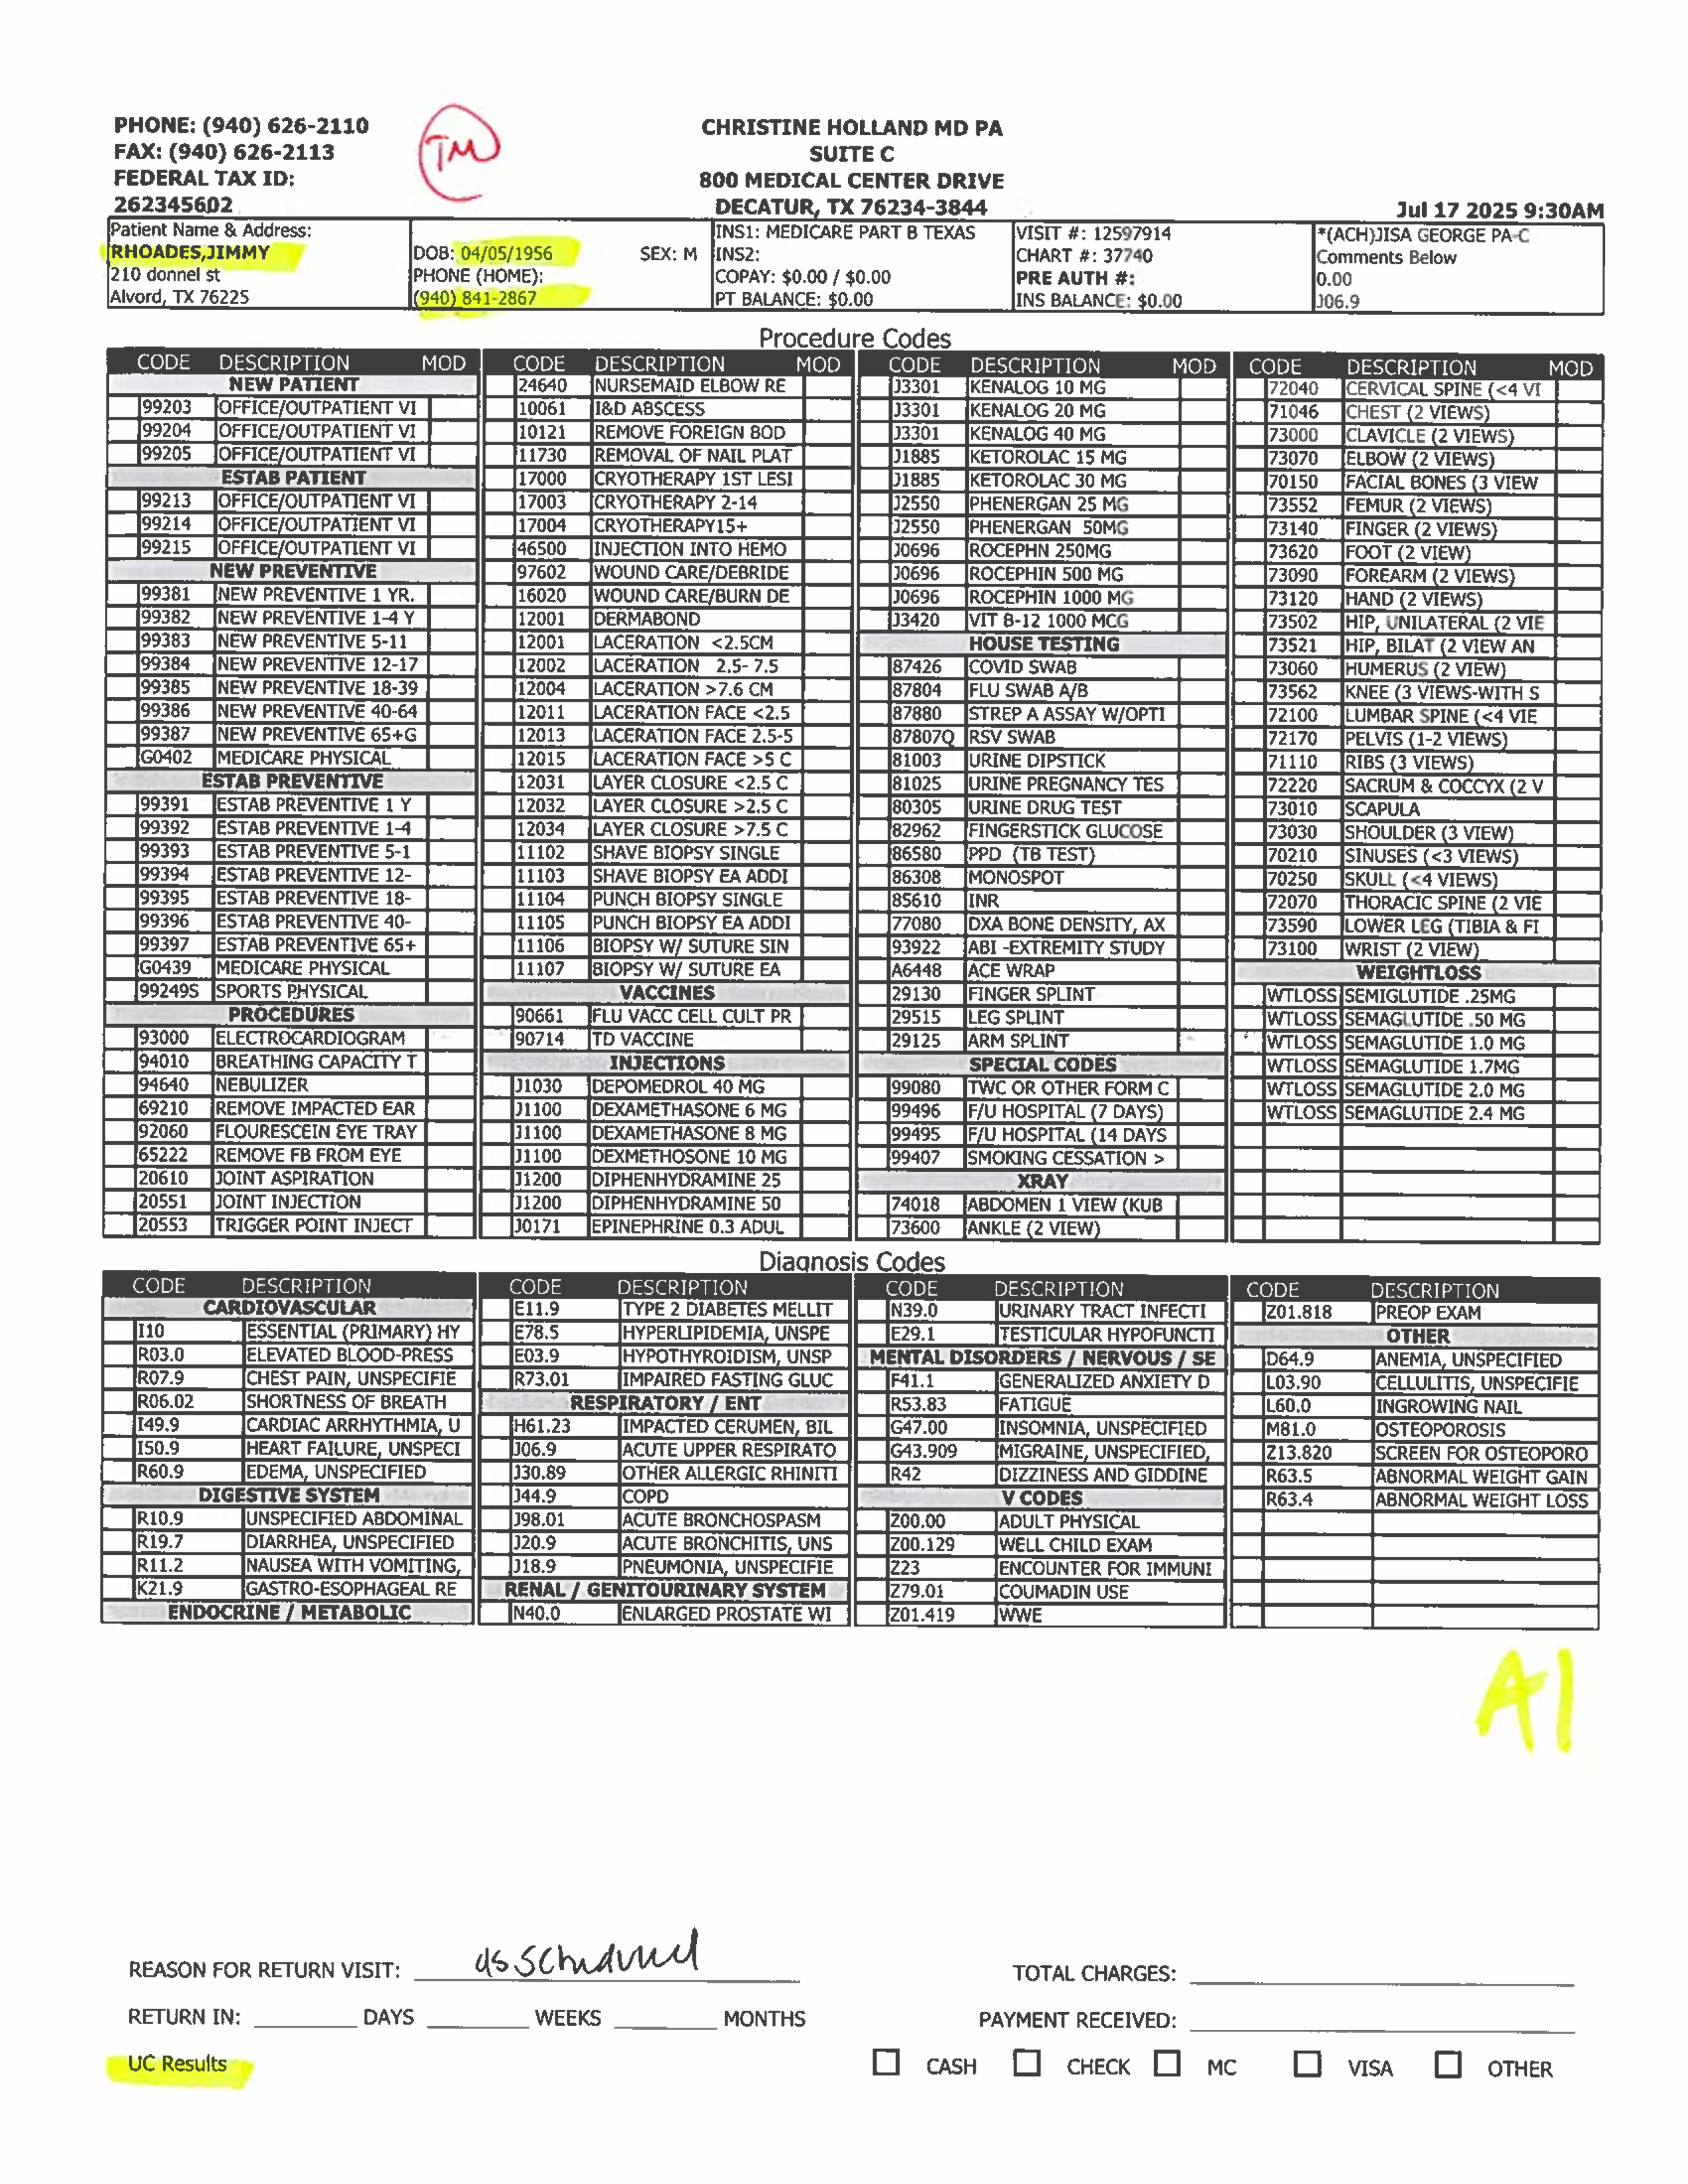 PHONE: (940) 626-2110
FAX: (940) 626-2113
FEDERAL TAX ID:
262345602
TM
CHRISTINE HOLLAND MD PA
SUITE C
800 MEDICAL CENTER DRIVE
DECATUR, TX 76234-3844
Jul 17 2025 9:30AM
Patient Name & Address:
RHOADES,JIMMY
210 donnel st
Alvord, TX 76225
DOB: 04/05/1956 SEX: M
PHONE (HOME):
(940) 841-2867
INS1: MEDICARE PART B TEXAS
INS2:
COPAY: $0.00 / $0.00
PT BALANCE: $0.00
VISIT #: 12597914
CHART #: 37740
PRE AUTH #:
INS BALANCE: $0.00
*(ACH)JISA GEORGE PA-C
Comments Below
0.00
J06.9
Procedure Codes
CODE DESCRIPTION MOD
NEW PATIENT
99203 OFFICE/OUTPATIENT VI
99204 OFFICE/OUTPATIENT VI
99205 OFFICE/OUTPATIENT VI
ESTAB PATIENT
99213 OFFICE/OUTPATIENT VI
99214 OFFICE/OUTPATIENT VI
99215 OFFICE/OUTPATIENT VI
NEW PREVENTIVE
99381 NEW PREVENTIVE 1 YR.
99382 NEW PREVENTIVE 1-4 Y
99383 NEW PREVENTIVE 5-11
99384 NEW PREVENTIVE 12-17
99385 NEW PREVENTIVE 18-39
99386 NEW PREVENTIVE 40-64
99387 NEW PREVENTIVE 65+G
G0402 MEDICARE PHYSICAL
ESTAB PREVENTIVE
99391 ESTAB PREVENTIVE 1 Y
99392 ESTAB PREVENTIVE 1-4
99393 ESTAB PREVENTIVE 5-1
99394 ESTAB PREVENTIVE 12-
99395 ESTAB PREVENTIVE 18-
99396 ESTAB PREVENTIVE 40-
99397 ESTAB PREVENTIVE 65+
G0439 MEDICARE PHYSICAL
99249S SPORTS PHYSICAL
PROCEDURES
93000 ELECTROCARDIOGRAM
94010 BREATHING CAPACITY T
94640 NEBULIZER
69210 REMOVE IMPACTED EAR
92060 FLOURESCEIN EYE TRAY
65222 REMOVE FB FROM EYE
20610 JOINT ASPIRATION
20551 JOINT INJECTION
20553 TRIGGER POINT INJECT
CODE DESCRIPTION MOD
24640 NURSEMAID ELBOW RE
10061 I&D ABSCESS
10121 REMOVE FOREIGN BOD
11730 REMOVAL OF NAIL PLAT
17000 CRYOTHERAPY 1ST LESI
17003 CRYOTHERAPY 2-14
17004 CRYOTHERAPY15+
46500 INJECTION INTO HEMO
97602 WOUND CARE/DEBRIDE
16020 WOUND CARE/BURN DE
12001 DERMABOND
12001 LACERATION <2.5CM
12002 LACERATION 2.5- 7.5
12004 LACERATION >7.6 CM
12011 LACERATION FACE <2.5
12013 LACERATION FACE 2.5-5
12015 LACERATION FACE >5 C
12031 LAYER CLOSURE <2.5 C
12032 LAYER CLOSURE >2.5 C
12034 LAYER CLOSURE >7.5 C
11102 SHAVE BIOPSY SINGLE
11103 SHAVE BIOPSY EA ADDI
11104 PUNCH BIOPSY SINGLE
11105 PUNCH BIOPSY EA ADDI
11106 BIOPSY W/ SUTURE SIN
11107 BIOPSY W/ SUTURE EA
VACCINES
90661 FLU VACC CELL CULT PR
90714 TD VACCINE
INJECTIONS
J1030 DEPOMEDROL 40 MG
J1100 DEXAMETHASONE 6 MG
J1100 DEXAMETHASONE 8 MG
J1100 DEXMETHOSONE 10 MG
J1200 DIPHENHYDRAMINE 25
J1200 DIPHENHYDRAMINE 50
J0171 EPINEPHRINE 0.3 ADUL
CODE DESCRIPTION MOD
J3301 KENALOG 10 MG
J3301 KENALOG 20 MG
J3301 KENALOG 40 MG
J1885 KETOROLAC 15 MG
J1885 KETOROLAC 30 MG
J2550 PHENERGAN 25 MG
J2550 PHENERGAN 50MG
J0696 ROCEPHN 250MG
J0696 ROCEPHIN 500 MG
J0696 ROCEPHIN 1000 MG
J3420 VIT B-12 1000 MCG
HOUSE TESTING
87426 COVID SWAB
87804 FLU SWAB A/B
87880 STREP A ASSAY W/OPTI
87807Q RSV SWAB
81003 URINE DIPSTICK
81025 URINE PREGNANCY TES
80305 URINE DRUG TEST
82962 FINGERSTICK GLUCOSE
86580 PPD (TB TEST)
86308 MONOSPOT
85610 INR
77080 DXA BONE DENSITY, AX
93922 ABI -EXTREMITY STUDY
A6448 ACE WRAP
29130 FINGER SPLINT
29515 LEG SPLINT
29125 ARM SPLINT
SPECIAL CODES
99080 TWC OR OTHER FORM C
99496 F/U HOSPITAL (7 DAYS)
99495 F/U HOSPITAL (14 DAYS
99407 SMOKING CESSATION >
XRAY
74018 ABDOMEN 1 VIEW (KUB
73600 ANKLE (2 VIEW)
CODE DESCRIPTION MOD
72040 CERVICAL SPINE (<4 VI
71046 CHEST (2 VIEWS)
73000 CLAVICLE (2 VIEWS)
73070 ELBOW (2 VIEWS)
70150 FACIAL BONES (3 VIEW
73552 FEMUR (2 VIEWS)
73140 FINGER (2 VIEWS)
73620 FOOT (2 VIEW)
73090 FOREARM (2 VIEWS)
73120 HAND (2 VIEWS)
73502 HIP, UNILATERAL (2 VIE
73521 HIP, BILAT (2 VIEW AN
73060 HUMERUS (2 VIEW)
73562 KNEE (3 VIEWS-WITH S
72100 LUMBAR SPINE (<4 VIE
72170 PELVIS (1-2 VIEWS)
71110 RIBS (3 VIEWS)
72220 SACRUM & COCCYX (2 V
73010 SCAPULA
73030 SHOULDER (3 VIEW)
70210 SINUSES (<3 VIEWS)
70250 SKULL (<4 VIEWS)
72070 THORACIC SPINE (2 VIE
73590 LOWER LEG (TIBIA & FI
73100 WRIST (2 VIEW)
WEIGHTLOSS
WTLOSS SEMIGLUTIDE .25MG
WTLOSS SEMAGLUTIDE .50 MG
WTLOSS SEMAGLUTIDE 1.0 MG
WTLOSS SEMAGLUTIDE 1.7MG
WTLOSS SEMAGLUTIDE 2.0 MG
WTLOSS SEMAGLUTIDE 2.4 MG
Diagnosis Codes
CODE DESCRIPTION
CARDIOVASCULAR
I10 ESSENTIAL (PRIMARY) HY
R03.0 ELEVATED BLOOD-PRESS
R07.9 CHEST PAIN, UNSPECIFIE
R06.02 SHORTNESS OF BREATH
I49.9 CARDIAC ARRHYTHMIA, U
I50.9 HEART FAILURE, UNSPECI
R60.9 EDEMA, UNSPECIFIED
DIGESTIVE SYSTEM
R10.9 UNSPECIFIED ABDOMINAL
R19.7 DIARRHEA, UNSPECIFIED
R11.2 NAUSEA WITH VOMITING,
K21.9 GASTRO-ESOPHAGEAL RE
ENDOCRINE / METABOLIC
CODE DESCRIPTION
E11.9 TYPE 2 DIABETES MELLIT
E78.5 HYPERLIPIDEMIA, UNSPE
E03.9 HYPOTHYROIDISM, UNSP
R73.01 IMPAIRED FASTING GLUC
RESPIRATORY / ENT
H61.23 IMPACTED CERUMEN, BIL
J06.9 ACUTE UPPER RESPIRATO
J30.89 OTHER ALLERGIC RHINITI
J44.9 COPD
J98.01 ACUTE BRONCHOSPASM
J20.9 ACUTE BRONCHITIS, UNS
J18.9 PNEUMONIA, UNSPECIFIE
RENAL / GENITOURINARY SYSTEM
N40.0 ENLARGED PROSTATE WI
CODE DESCRIPTION
N39.0 URINARY TRACT INFECTI
E29.1 TESTICULAR HYPOFUNCTI
MENTAL DISORDERS / NERVOUS / SE
F41.1 GENERALIZED ANXIETY D
R53.83 FATIGUE
G47.00 INSOMNIA, UNSPECIFIED
G43.909 MIGRAINE, UNSPECIFIED,
R42 DIZZINESS AND GIDDINE
V CODES
Z00.00 ADULT PHYSICAL
Z00.129 WELL CHILD EXAM
Z23 ENCOUNTER FOR IMMUNI
Z79.01 COUMADIN USE
Z01.419 WWE
CODE DESCRIPTION
Z01.818 PREOP EXAM
OTHER
D64.9 ANEMIA, UNSPECIFIED
L03.90 CELLULITIS, UNSPECIFIE
L60.0 INGROWING NAIL
M81.0 OSTEOPOROSIS
Z13.820 SCREEN FOR OSTEOPORO
R63.5 ABNORMAL WEIGHT GAIN
R63.4 ABNORMAL WEIGHT LOSS
A1
REASON FOR RETURN VISIT: as scheduled
TOTAL CHARGES:
RETURN IN: DAYS WEEKS MONTHS
PAYMENT RECEIVED:
UC Results
CASH CHECK MC VISA OTHER